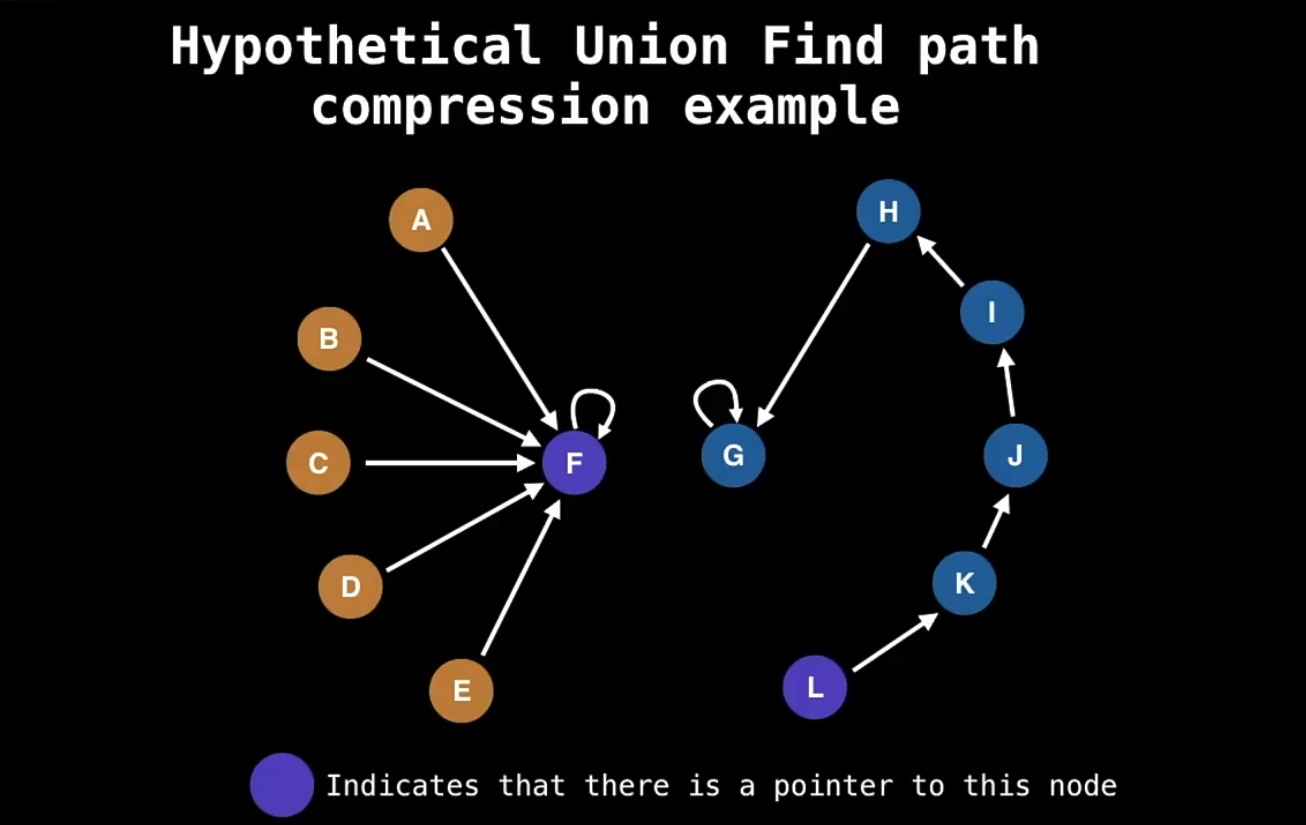 Hypothetical Union Find path
compression example
A
H
B
I
C
F
G
J
D
K
E
L
Indicates that there is a pointer to this node